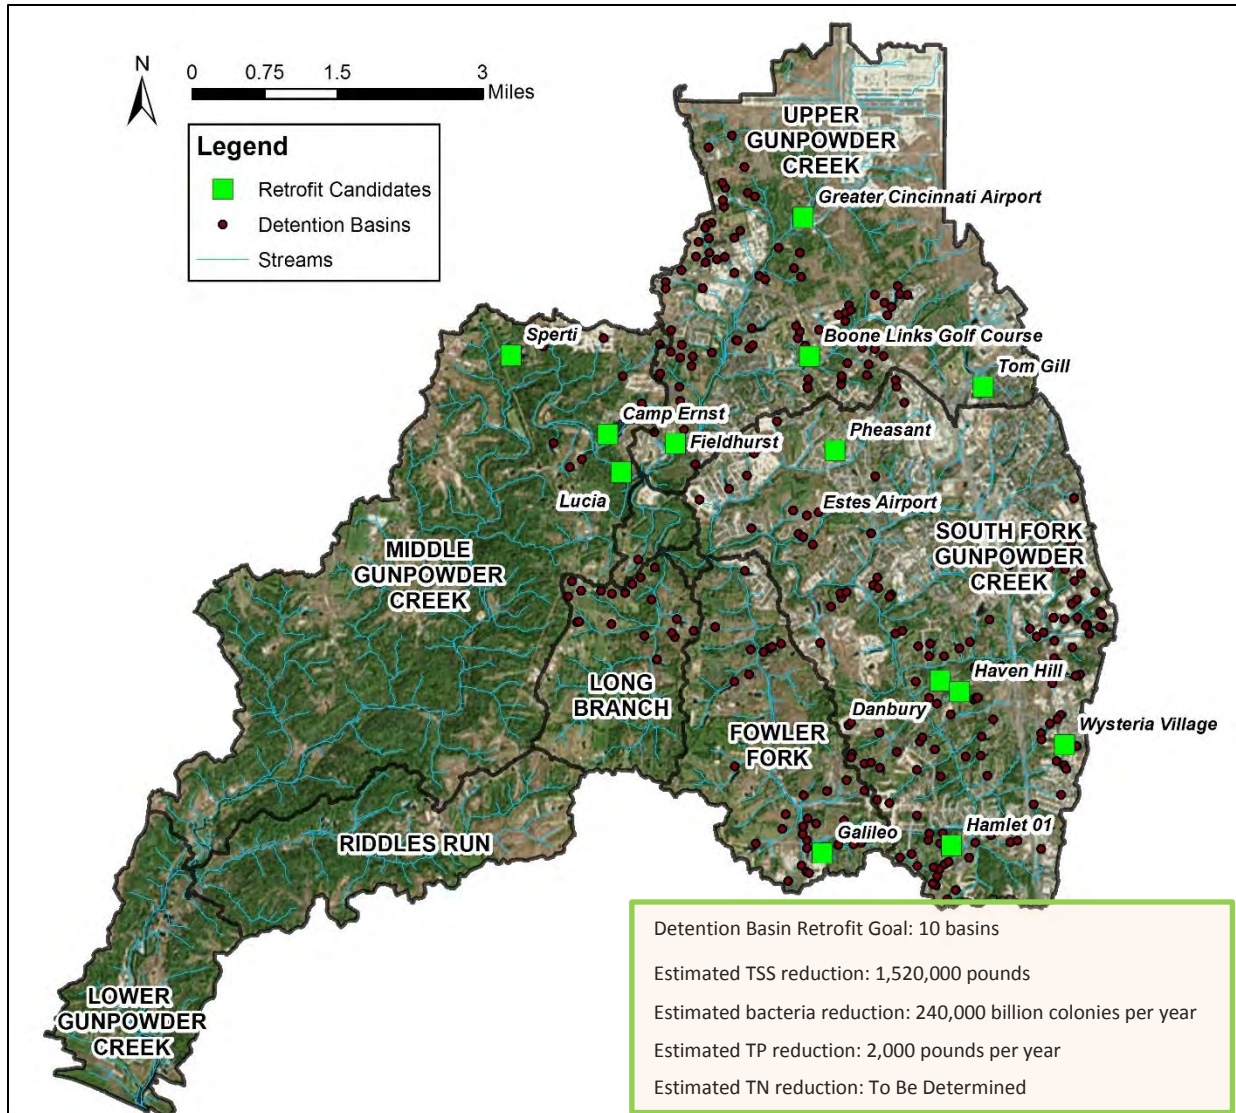 N
0 0.75 1.5 3
Miles
Legend
Retrofit Candidates
Detention Basins
Streams
UPPER
GUNPOWDER
CREEK
Greater Cincinnati Airport
Sperti
Boone Links Golf Course
Tom Gill
Camp Ernst
Fieldhurst
Pheasant
Lucia
Estes Airport
MIDDLE
GUNPOWDER
CREEK
SOUTH FORK
GUNPOWDER
CREEK
LONG
BRANCH
Haven Hill
Danbury
Wysteria Village
FOWLER
FORK
RIDDLES RUN
Galileo
Hamlet 01
LOWER
GUNPOWDER
CREEK
Detention Basin Retrofit Goal: 10 basins
Estimated TSS reduction: 1,520,000 pounds
Estimated bacteria reduction: 240,000 billion colonies per year
Estimated TP reduction: 2,000 pounds per year
Estimated TN reduction: To Be Determined